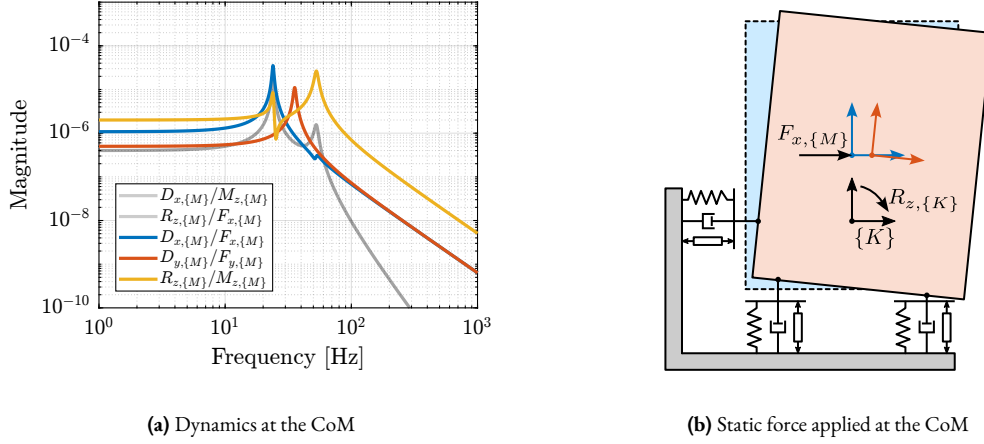 10^{-4}
10^{-6}
10^{-8}
10^{-10}
Magnitude
D_{x,\{M\}}/M_{z,\{M\}}
R_{z,\{M\}}/F_{x,\{M\}}
D_{x,\{M\}}/F_{x,\{M\}}
D_{y,\{M\}}/F_{y,\{M\}}
R_{z,\{M\}}/M_{z,\{M\}}
10^0 10^1 10^2 10^3
Frequency [Hz]
(a) Dynamics at the CoM
F_{x,\{M\}}
R_{z,\{K\}}
{K}
(b) Static force applied at the CoM